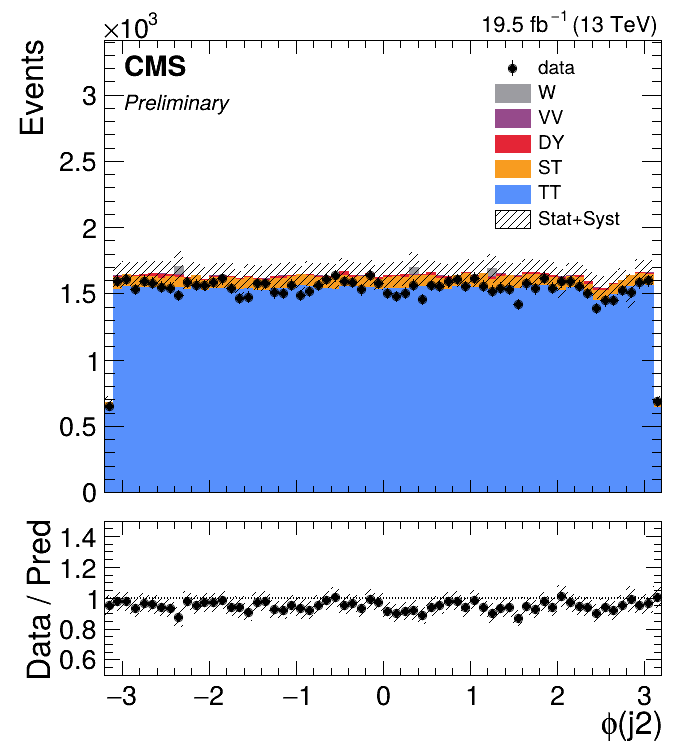 ×10³
19.5 fb⁻¹ (13 TeV)
Events
CMS
Preliminary
data
W
VV
DY
ST
TT
Stat+Syst
3
2.5
2
1.5
1
0.5
0
Data / Pred
1.4
1.2
1
0.8
0.6
−3 −2 −1 0 1 2 3
ϕ(j2)